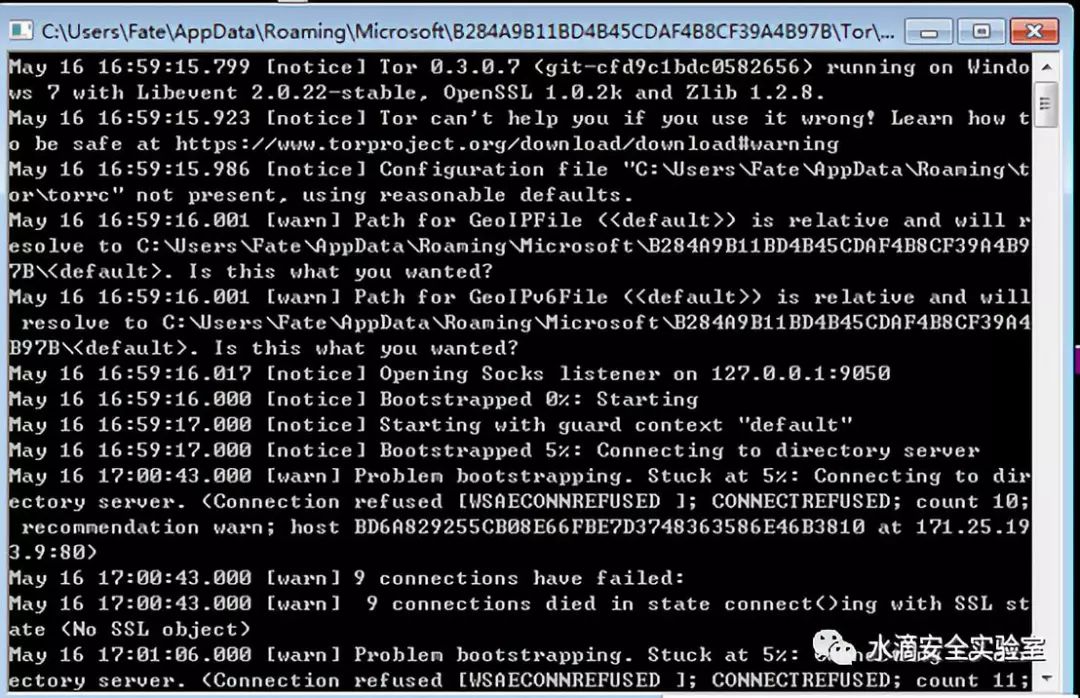 C:\Users\Fate\AppData\Roaming\Microsoft\B284A9B11BD4B45CDAF4B8CF39A4B97B\Tor\...
May 16 16:59:15.799 [notice] Tor 0.3.0.7 (git-cfd9c1bdc0582656) running on Windo
ws 7 with Libevent 2.0.22-stable, OpenSSL 1.0.2k and Zlib 1.2.8.
May 16 16:59:15.923 [notice] Tor can't help you if you use it wrong! Learn how t
o be safe at https://www.torproject.org/download/download#warning
May 16 16:59:15.986 [notice] Configuration file "C:\Users\Fate\AppData\Roaming\t
or\torrc" not present, using reasonable defaults.
May 16 16:59:16.001 [warn] Path for GeoIPFile (<default>) is relative and will r
esolve to C:\Users\Fate\AppData\Roaming\Microsoft\B284A9B11BD4B45CDAF4B8CF39A4B9
7B\<default>. Is this what you wanted?
May 16 16:59:16.001 [warn] Path for GeoIPv6File (<default>) is relative and will
resolve to C:\Users\Fate\AppData\Roaming\Microsoft\B284A9B11BD4B45CDAF4B8CF39A4
B97B\<default>. Is this what you wanted?
May 16 16:59:16.017 [notice] Opening Socks listener on 127.0.0.1:9050
May 16 16:59:16.000 [notice] Bootstrapped 0%: Starting
May 16 16:59:17.000 [notice] Starting with guard context "default"
May 16 16:59:17.000 [notice] Bootstrapped 5%: Connecting to directory server
May 16 17:00:43.000 [warn] Problem bootstrapping. Stuck at 5%: Connecting to dir
ectory server. (Connection refused [WSAECONNREFUSED ]; CONNECTREFUSED; count 10;
recommendation warn; host BD6A829255CB08E66FBE7D3748363586E46B3810 at 171.25.19
3.9:80)
May 16 17:00:43.000 [warn] 9 connections have failed:
May 16 17:00:43.000 [warn]  9 connections died in state connect()ing with SSL st
ate (No SSL object)
May 16 17:01:06.000 [warn] Problem bootstrapping. Stuck at 5%:
ectory server. (Connection refused [WSAECONNREFUSED ]; CONNECTREFUSED; count 11;
水滴安全实验室